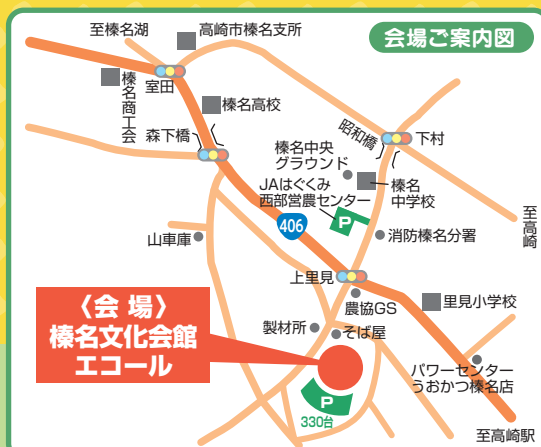 会場ご案内図
至榛名湖
高崎市榛名支所
室田
榛名商工会
榛名高校
森下橋
昭和橋
下村
榛名中央
グラウンド
榛名
中学校
JAはぐくみ
西部営農センター
P
至高崎
406
消防榛名分署
山車庫
上里見
農協GS
里見小学校
〈会 場〉
榛名文化会館
エコール
製材所
そば屋
パワーセンター
うおかつ榛名店
P
330台
至高崎駅